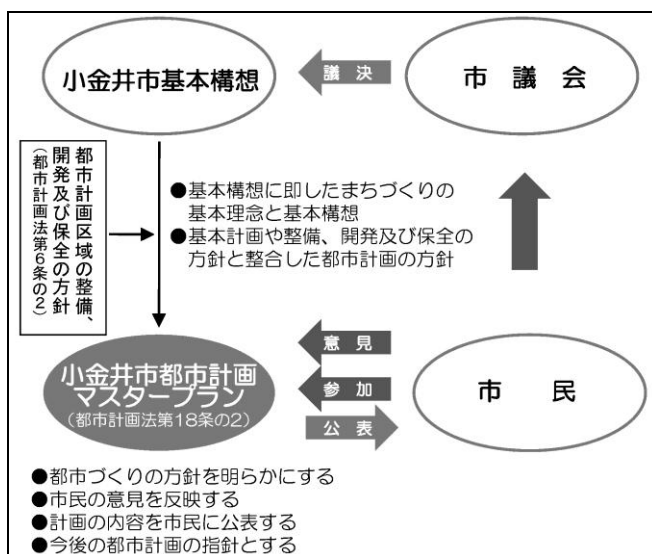 小金井市基本構想
議決
市議会
都市計画区域の整備、
開発及び保全の方針
（都市計画法第6条の2）
●基本構想に即したまちづくりの
基本理念と基本構想
●基本計画や整備、開発及び保全の
方針と整合した都市計画の方針
小金井市都市計画
マスタープラン
（都市計画法第18条の2）
意見
参加
公表
市民
●都市づくりの方針を明らかにする
●市民の意見を反映する
●計画の内容を市民に公表する
●今後の都市計画の指針とする